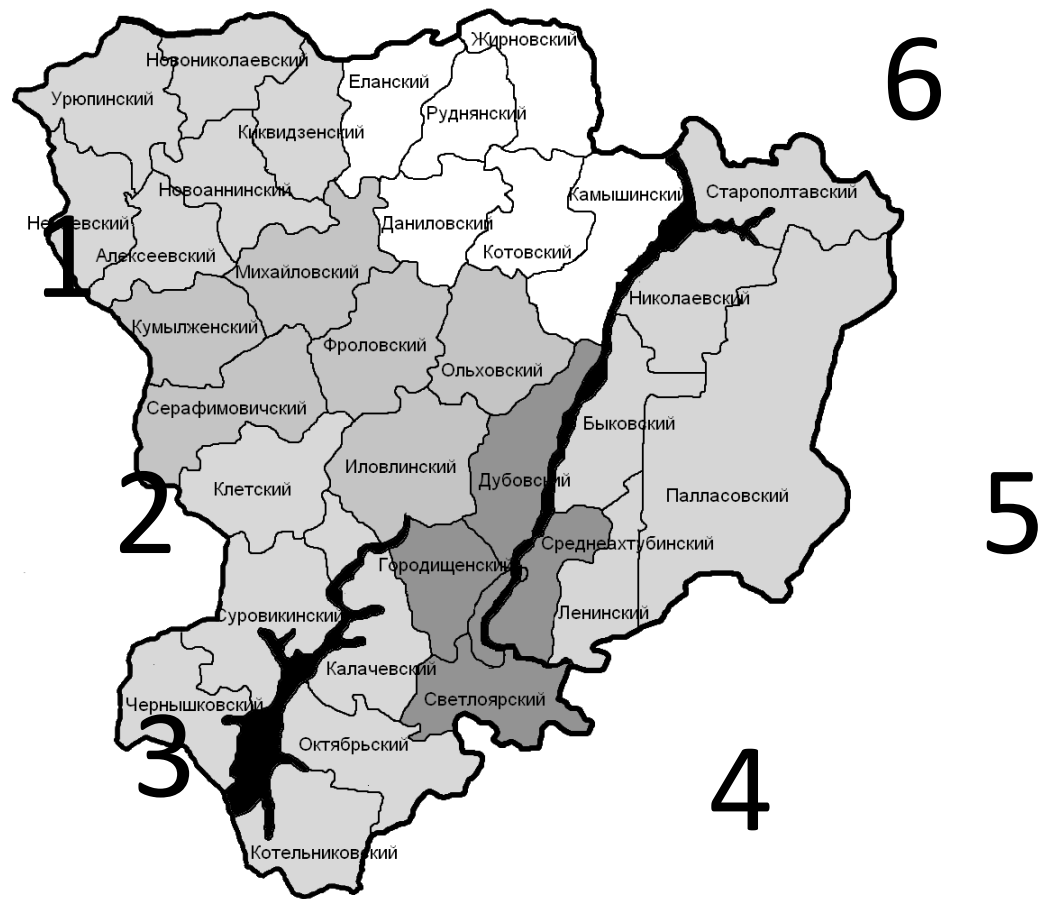 Жирновский
6
Новониколаевский
Еланский
Урюпинский
Руднянский
Киквидзенский
Новоаннинский
Камышинский
Старополтавский
Нехаевский
Даниловский
1
Алексеевский
Котовский
Михайловский
Николаевский
Кумылженский
Фроловский
Ольховский
Серафимовичский
Быковский
Иловлинский
Дубовский
Клетский
Палласовский
2
5
Среднеахтубинский
Городищенский
Суровикинский
Ленинский
Калачевский
Светлоярский
Чернышковский
3
Октябрьский
4
Котельниковский